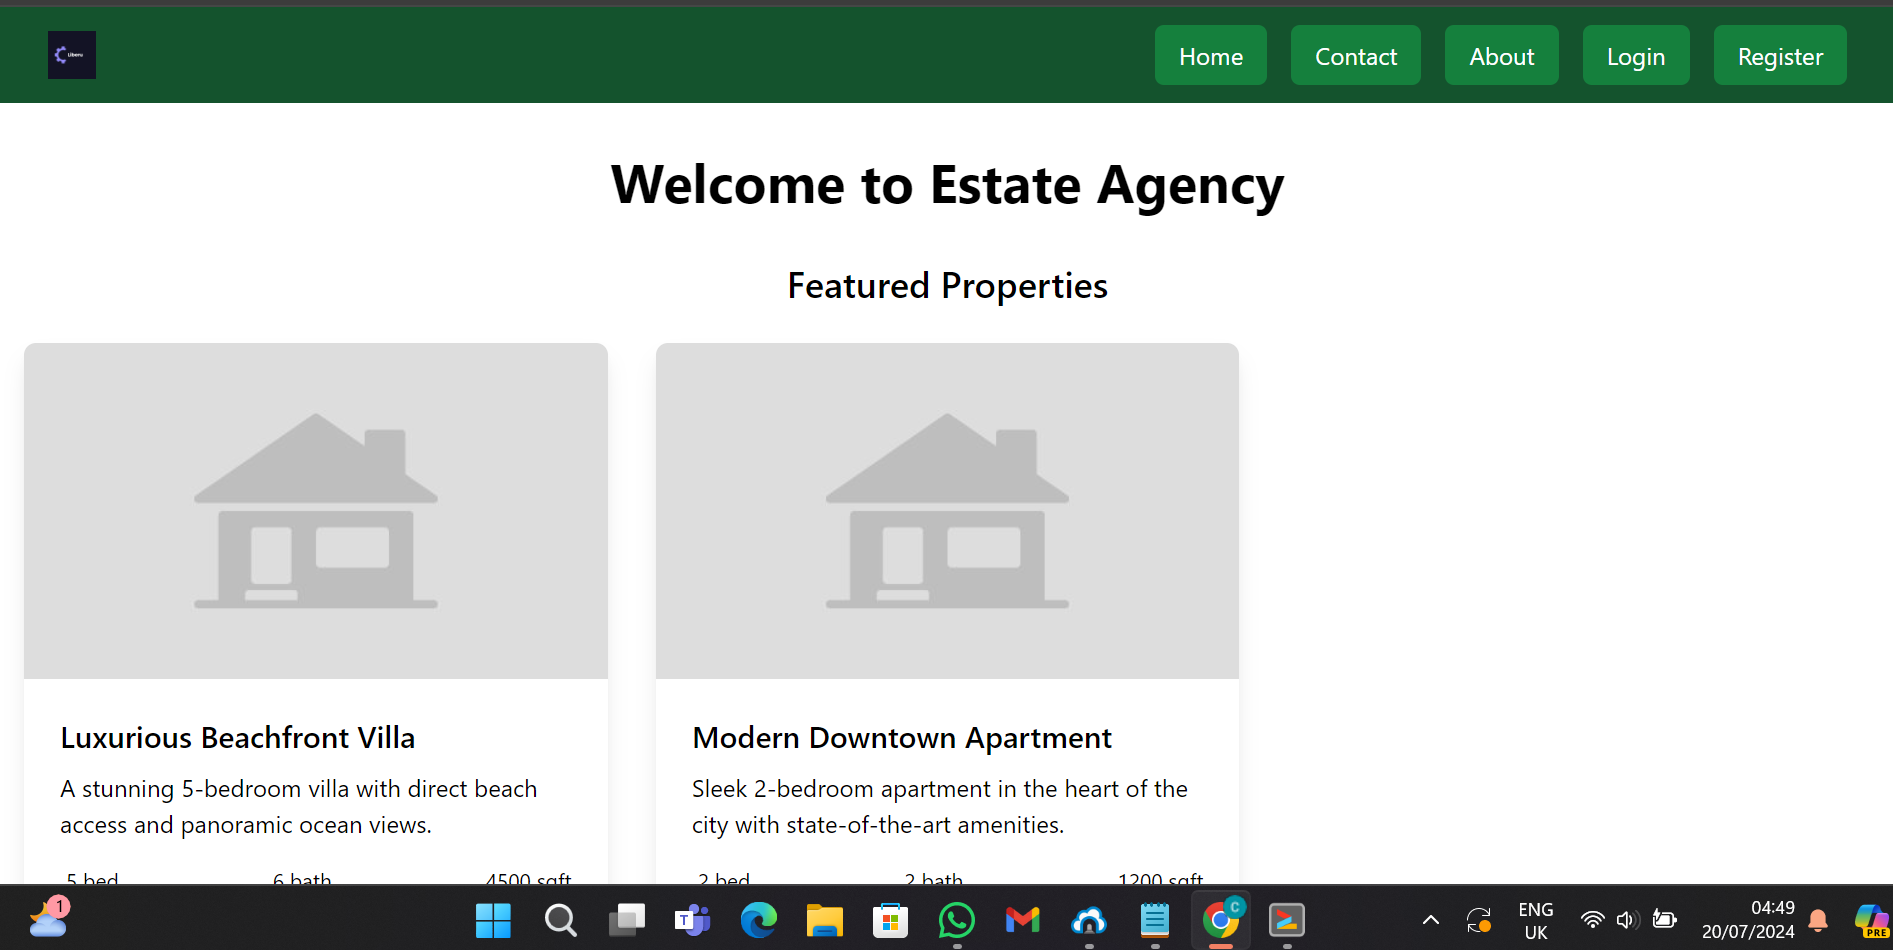 Liberu
Home Contact About Login Register
Welcome to Estate Agency
Featured Properties
Luxurious Beachfront Villa
A stunning 5-bedroom villa with direct beach
access and panoramic ocean views.
5 bed 6 bath 4500 sqft
Modern Downtown Apartment
Sleek 2-bedroom apartment in the heart of the
city with state-of-the-art amenities.
2 bed 2 bath 1200 sqft
1
T
C
ENG
UK
04:49
20/07/2024
PRE